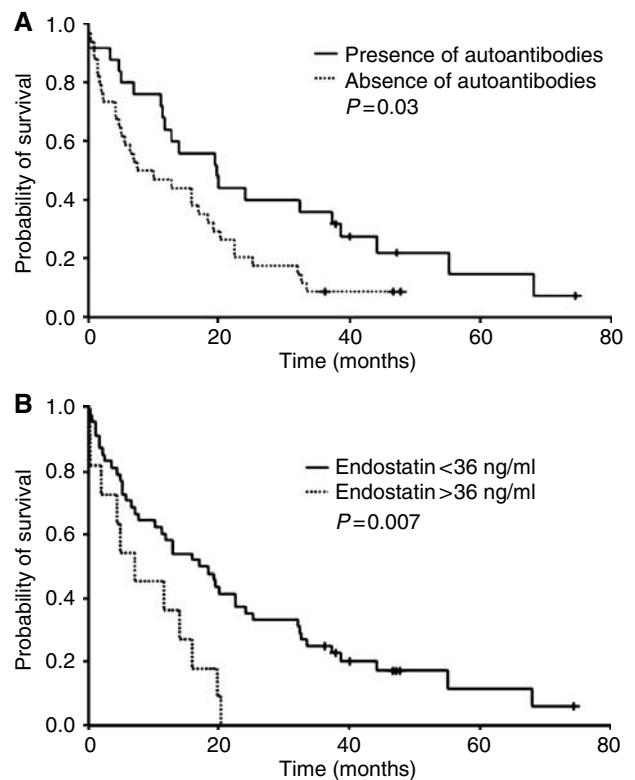 A
Probability of survival
1.0
0.8
0.6
0.4
0.2
0.0
Presence of autoantibodies
Absence of autoantibodies
P=0.03
0 20 40 60 80
Time (months)
B
Probability of survival
1.0
0.8
0.6
0.4
0.2
0.0
Endostatin <36 ng/ml
Endostatin >36 ng/ml
P=0.007
0 20 40 60 80
Time (months)